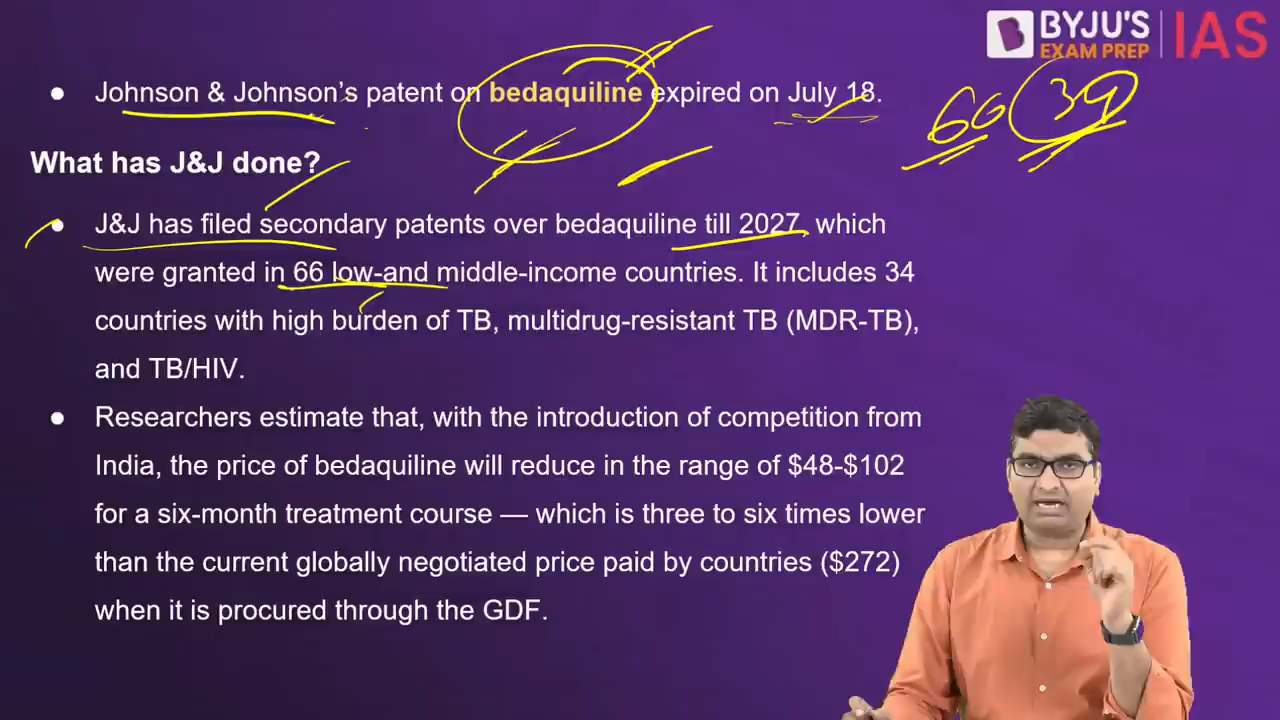 BYJU'S
EXAM PREP
IAS
• Johnson & Johnson's patent on bedaquiline expired on July 18.
66
What has J&J done?
• J&J has filed secondary patents over bedaquiline till 2027, which
were granted in 66 low-and middle-income countries. It includes 34
countries with high burden of TB, multidrug-resistant TB (MDR-TB),
and TB/HIV.
• Researchers estimate that, with the introduction of competition from
India, the price of bedaquiline will reduce in the range of $48-$102
for a six-month treatment course — which is three to six times lower
than the current globally negotiated price paid by countries ($272)
when it is procured through the GDF.